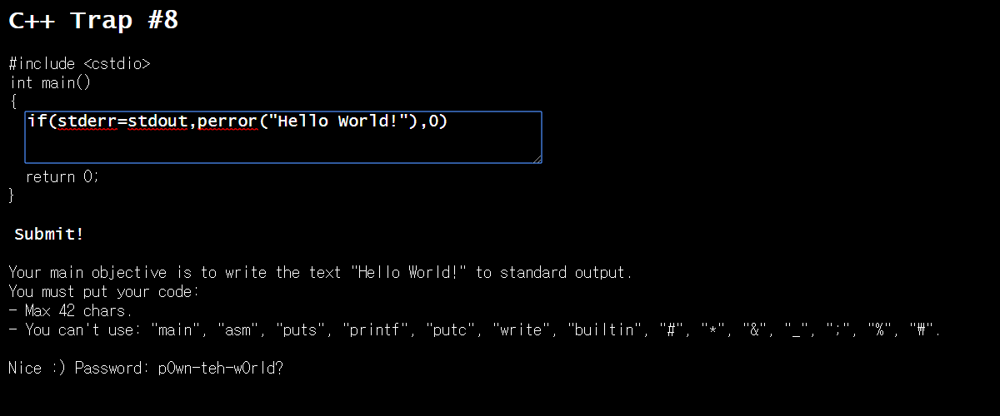 C++ Trap #8
#include <cstdio>
int main()
{
if(stderr=stdout,perror("Hello World!"),0)
return 0;
}
Submit!
Your main objective is to write the text "Hello World!" to standard output.
You must put your code:
- Max 42 chars.
- You can't use: "main", "asm", "puts", "printf", "putc", "write", "builtin", "#", "*", "&", "_", ";", "%", "₩".
Nice :) Password: p0wn-teh-w0rld?